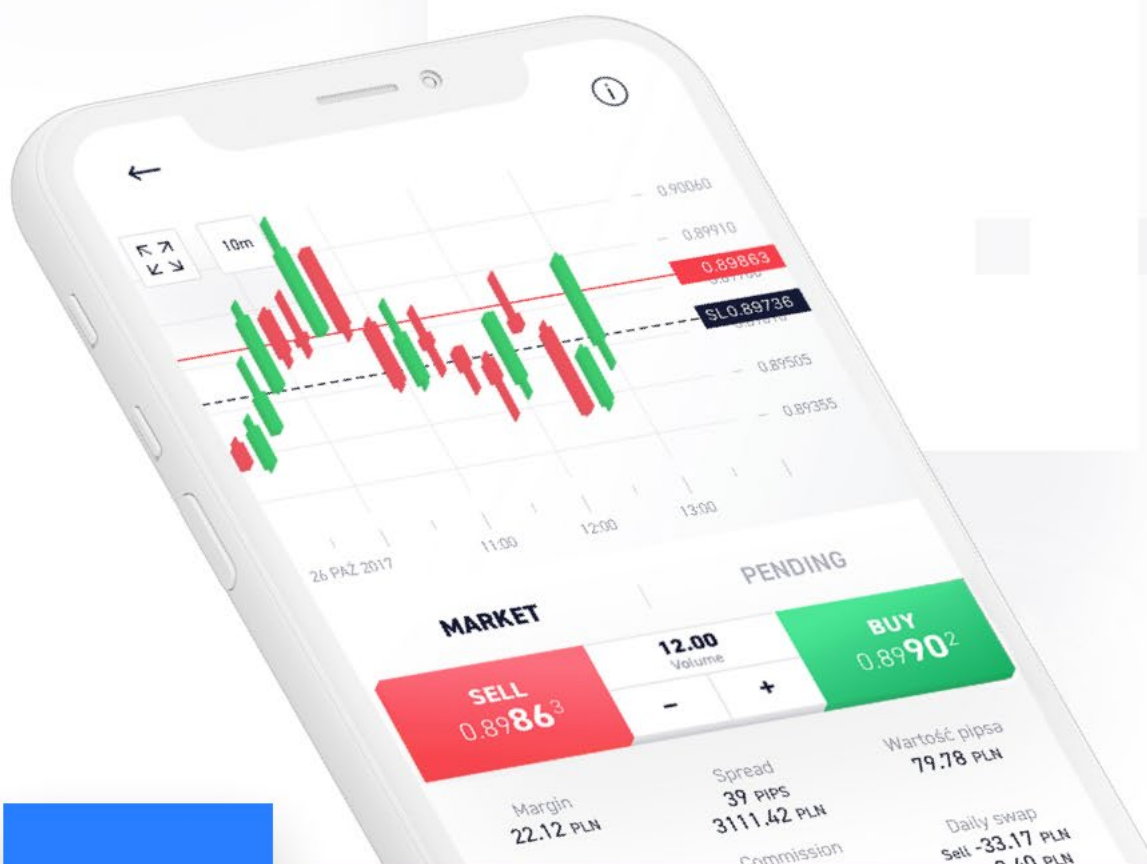 10m
0.90060
0.89910
0.89863
SL0.89736
0.89505
0.89355
26 PAŹ 2017
11:00
12:00
13:00
MARKET
PENDING
SELL
0.89863
12.00
Volume
-
+
BUY
0.89902
Margin
22.12 PLN
Spread
39 PIPS
3111.42 PLN
Wartość pipsa
79.78 PLN
Commission
Daily swap
Sell -33.17 PLN
PLN